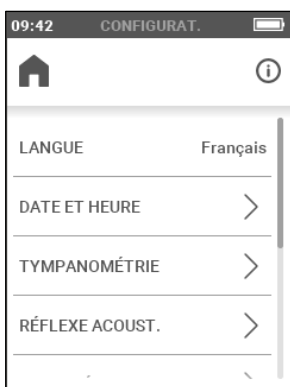 09:42 CONFIGURAT.
LANGUE Français
DATE ET HEURE
TYMPANOMÉTRIE
RÉFLEXE ACOUST.